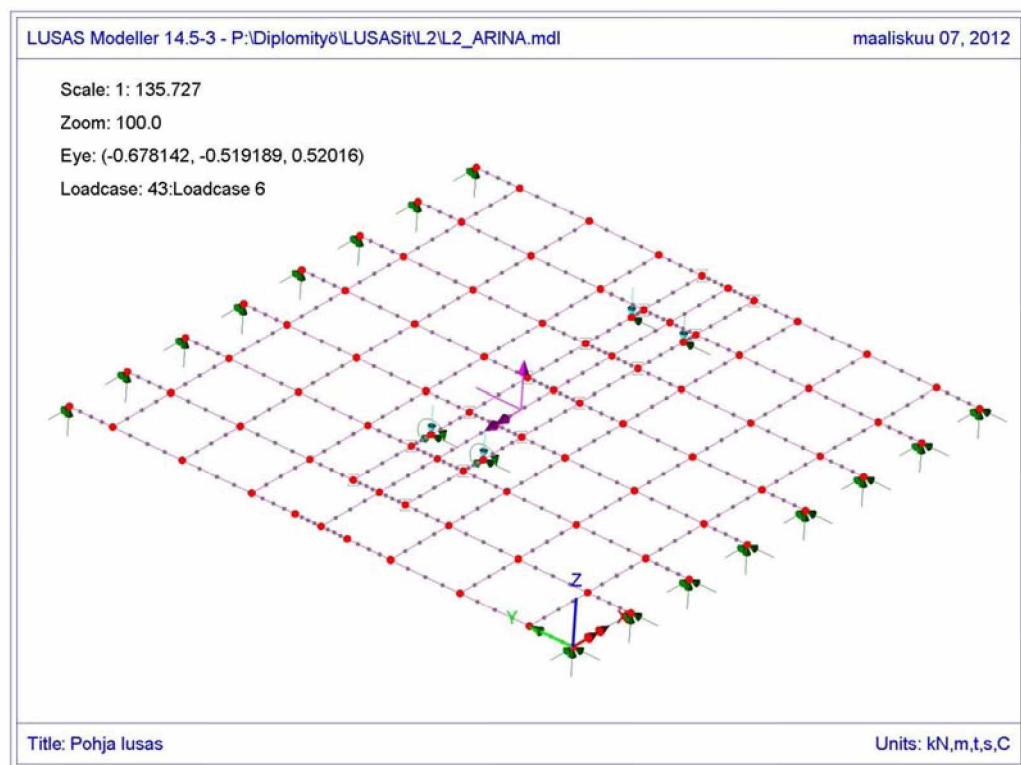 LUSAS Modeller 14.5-3 - P:\Diplomityö\LUSASit\L2\L2_ARINA.mdl
maaliskuu 07, 2012
Scale: 1: 135.727
Zoom: 100.0
Eye: (-0.678142, -0.519189, 0.52016)
Loadcase: 43:Loadcase 6
Z
Y
X
Title: Pohja lusas
Units: kN,m,t,s,C